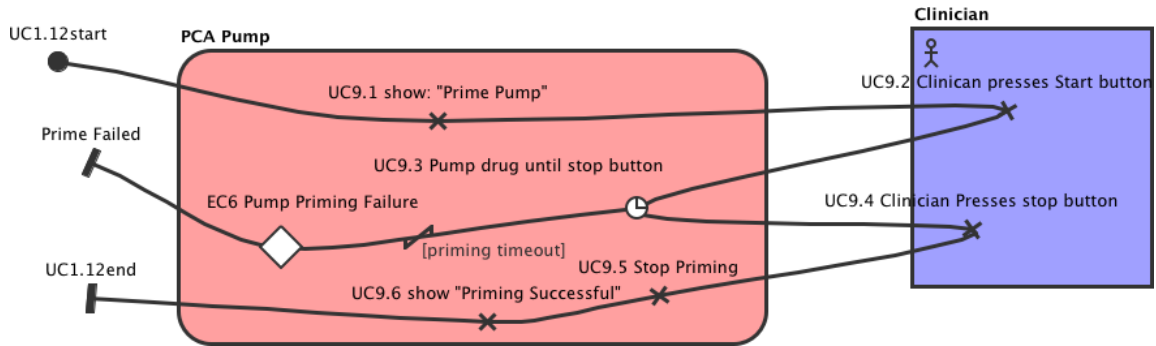 Clinician
UC1.12start
PCA Pump
UC9.2 Clinican presses Start button
UC9.1 show: "Prime Pump"
Prime Failed
UC9.3 Pump drug until stop button
EC6 Pump Priming Failure
UC9.4 Clinician Presses stop button
[priming timeout]
UC1.12end
UC9.5 Stop Priming
UC9.6 show "Priming Successful"